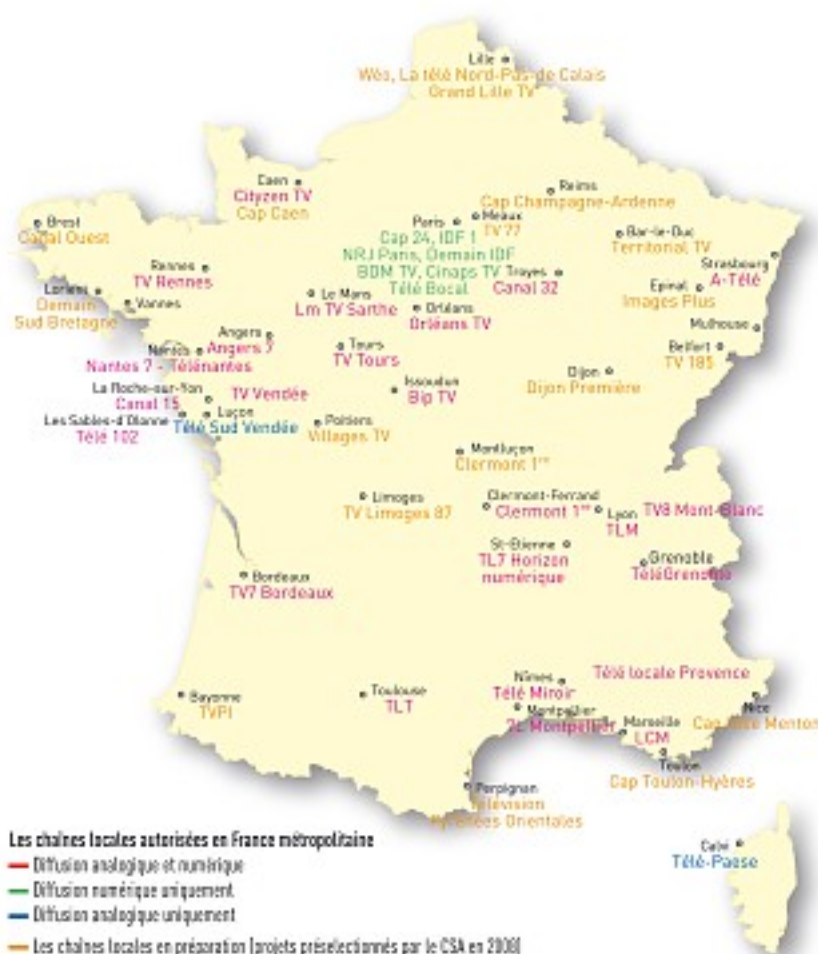 Lille
Wéo, La télé Nord-Pas-de Calais
Grand Lille TV
Caen
Cityzen TV
Cap Caen
Reims
Cap Champagne-Ardenne
Paris
Meaux
TV 77
Cap 24, IDF 1
NRJ Paris, Demain IDF
BDM TV, Cinaps TV
Télé Bocal
Brest
Canal Ouest
Bar-le-Duc
Territorial TV
Strasbourg
A-Télé
Rennes
TV Rennes
Troyes
Canal 32
Epinal
Images Plus
Lorient
Demain
Sud Bretagne
Vannes
Le Mans
Lm TV Sarthe
Orléans
Orléans TV
Mulhouse
Angers
Angers 7
Nantes
Nantes 7 - Télénantes
Tours
TV Tours
Belfort
TV 185
La Roche-sur-Yon
Canal 15
TV Vendée
Issoudun
Bip TV
Dijon
Dijon Première
Les Sables-d'Olonne
Télé 102
Luçon
Télé Sud Vendée
Poitiers
Villages TV
Montluçon
Clermont 1ère
Limoges
TV Limoges 87
Clermont-Ferrand
Clermont 1ère
Lyon
TLM
TV8 Mont-Blanc
St-Etienne
TL7 Horizon
numérique
Grenoble
TéléGrenoble
Bordeaux
TV7 Bordeaux
Bayonne
TVPI
Toulouse
TLT
Nîmes
Télé Miroir
Télé locale Provence
Montpellier
7L Montpellier
Marseille
LCM
Nice
Cap Nice Menton
Toulon
Cap Toulon-Hyères
Perpignan
Télévision
Pyrénées Orientales
Calvi
Télé-Paese
Les chaînes locales autorisées en France métropolitaine
Diffusion analogique et numérique
Diffusion numérique uniquement
Diffusion analogique uniquement
Les chaînes locales en préparation [projets préselectionnés par le CSA en 2008]